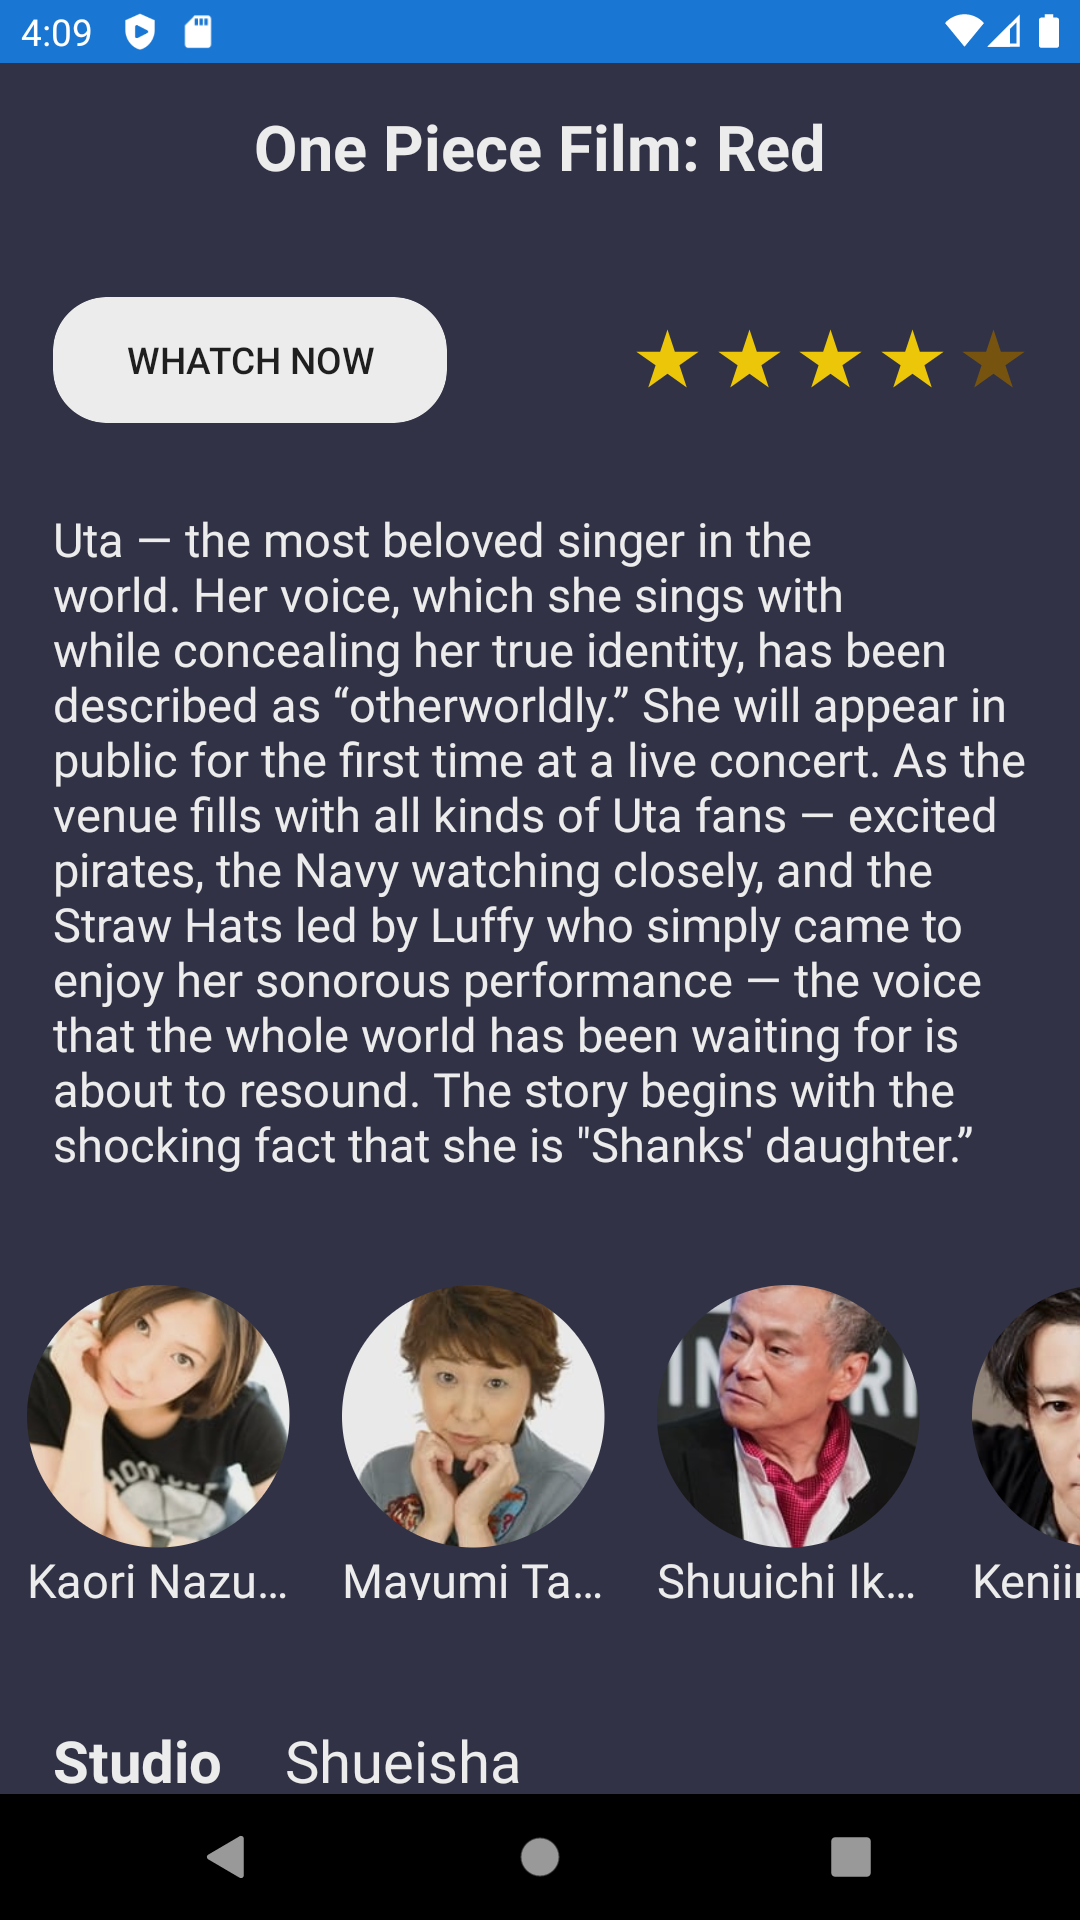 4:09
One Piece Film: Red
WHATCH NOW
Uta — the most beloved singer in the
world. Her voice, which she sings with
while concealing her true identity, has been
described as “otherworldly.” She will appear in
public for the first time at a live concert. As the
venue fills with all kinds of Uta fans — excited
pirates, the Navy watching closely, and the
Straw Hats led by Luffy who simply came to
enjoy her sonorous performance — the voice
that the whole world has been waiting for is
about to resound. The story begins with the
shocking fact that she is "Shanks' daughter.”
Kaori Nazu… Mayumi Ta… Shuuichi Ik…
Studio Shueisha